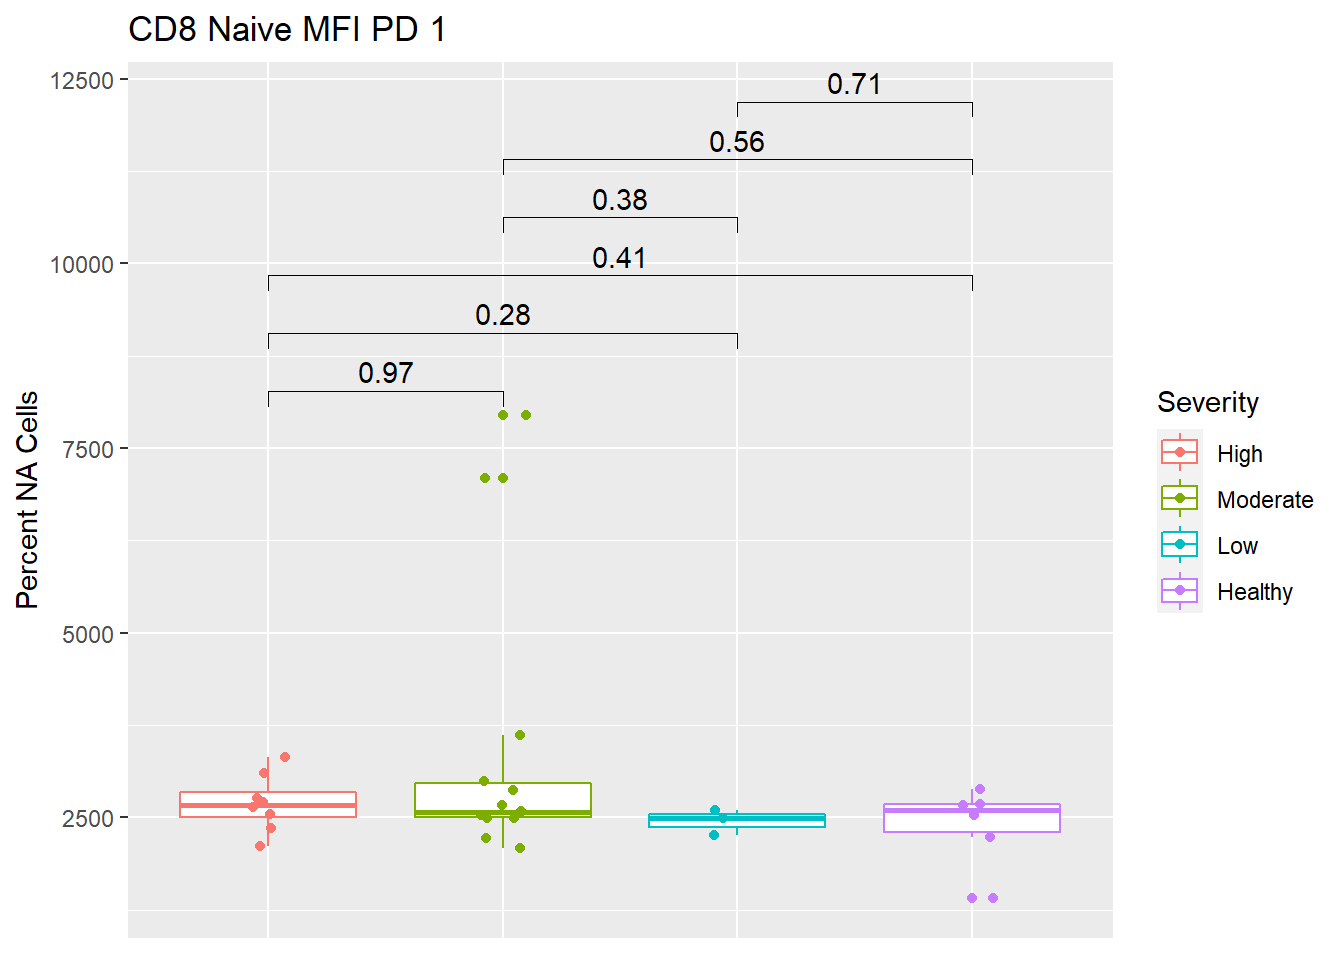 CD8 Naive MFI PD 1
12500
10000
7500
5000
2500
Percent NA Cells
0.71
0.56
0.38
0.41
0.28
0.97
Severity
High
Moderate
Low
Healthy